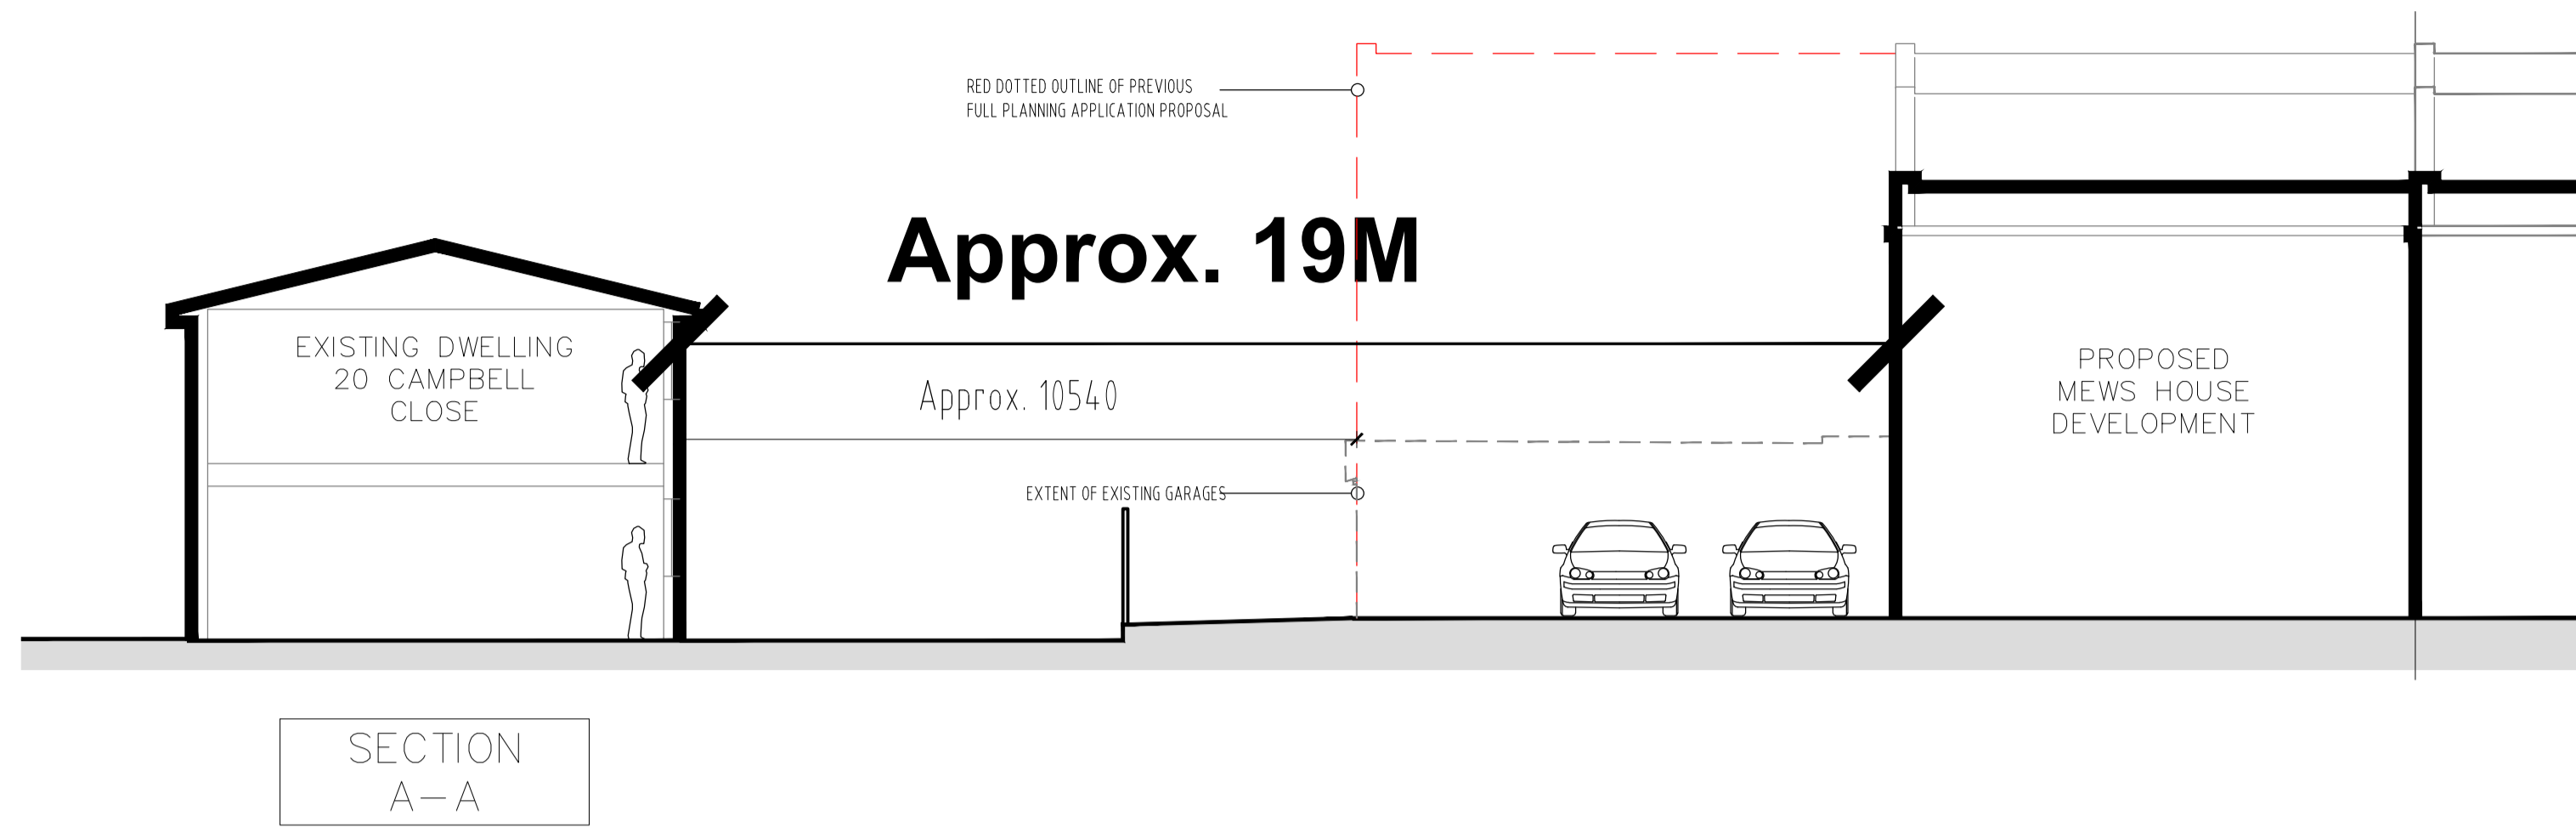 RED DOTTED OUTLINE OF PREVIOUS
FULL PLANNING APPLICATION PROPOSAL
Approx. 19M
EXISTING DWELLING
20 CAMPBELL
CLOSE
Approx. 10540
PROPOSED
MEWS HOUSE
DEVELOPMENT
EXTENT OF EXISTING GARAGES
SECTION
A-A